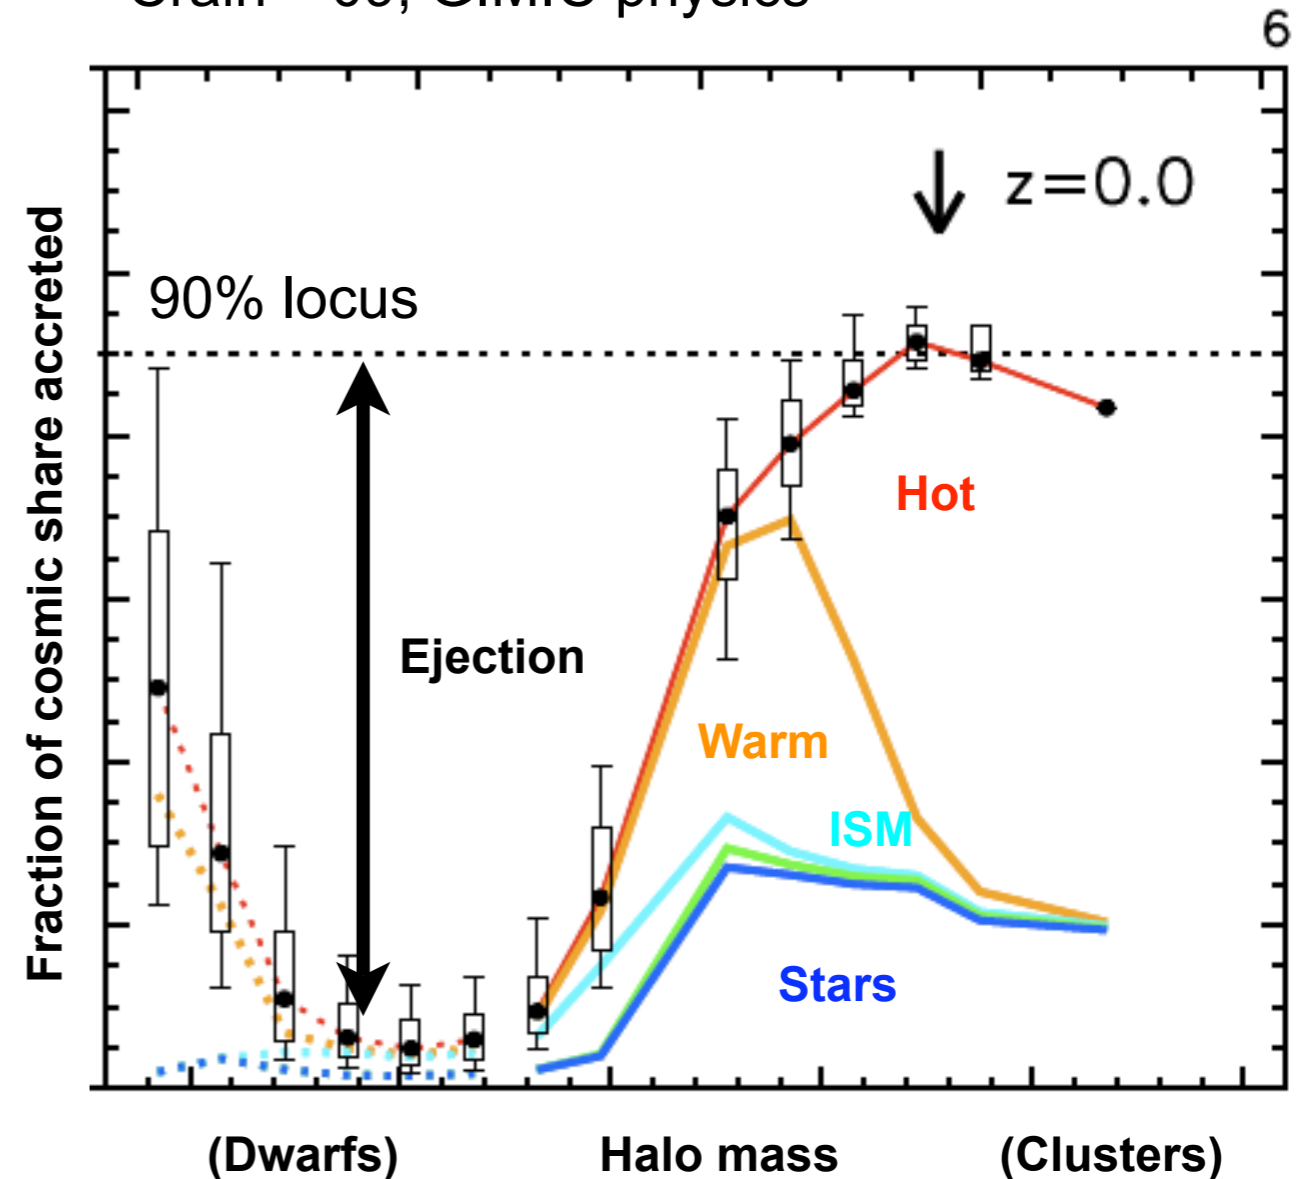 physics
6
z=0.0
90% locus
Fraction of cosmic share accreted
Hot
Ejection
Warm
ISM
Stars
(Dwarfs) Halo mass (Clusters)